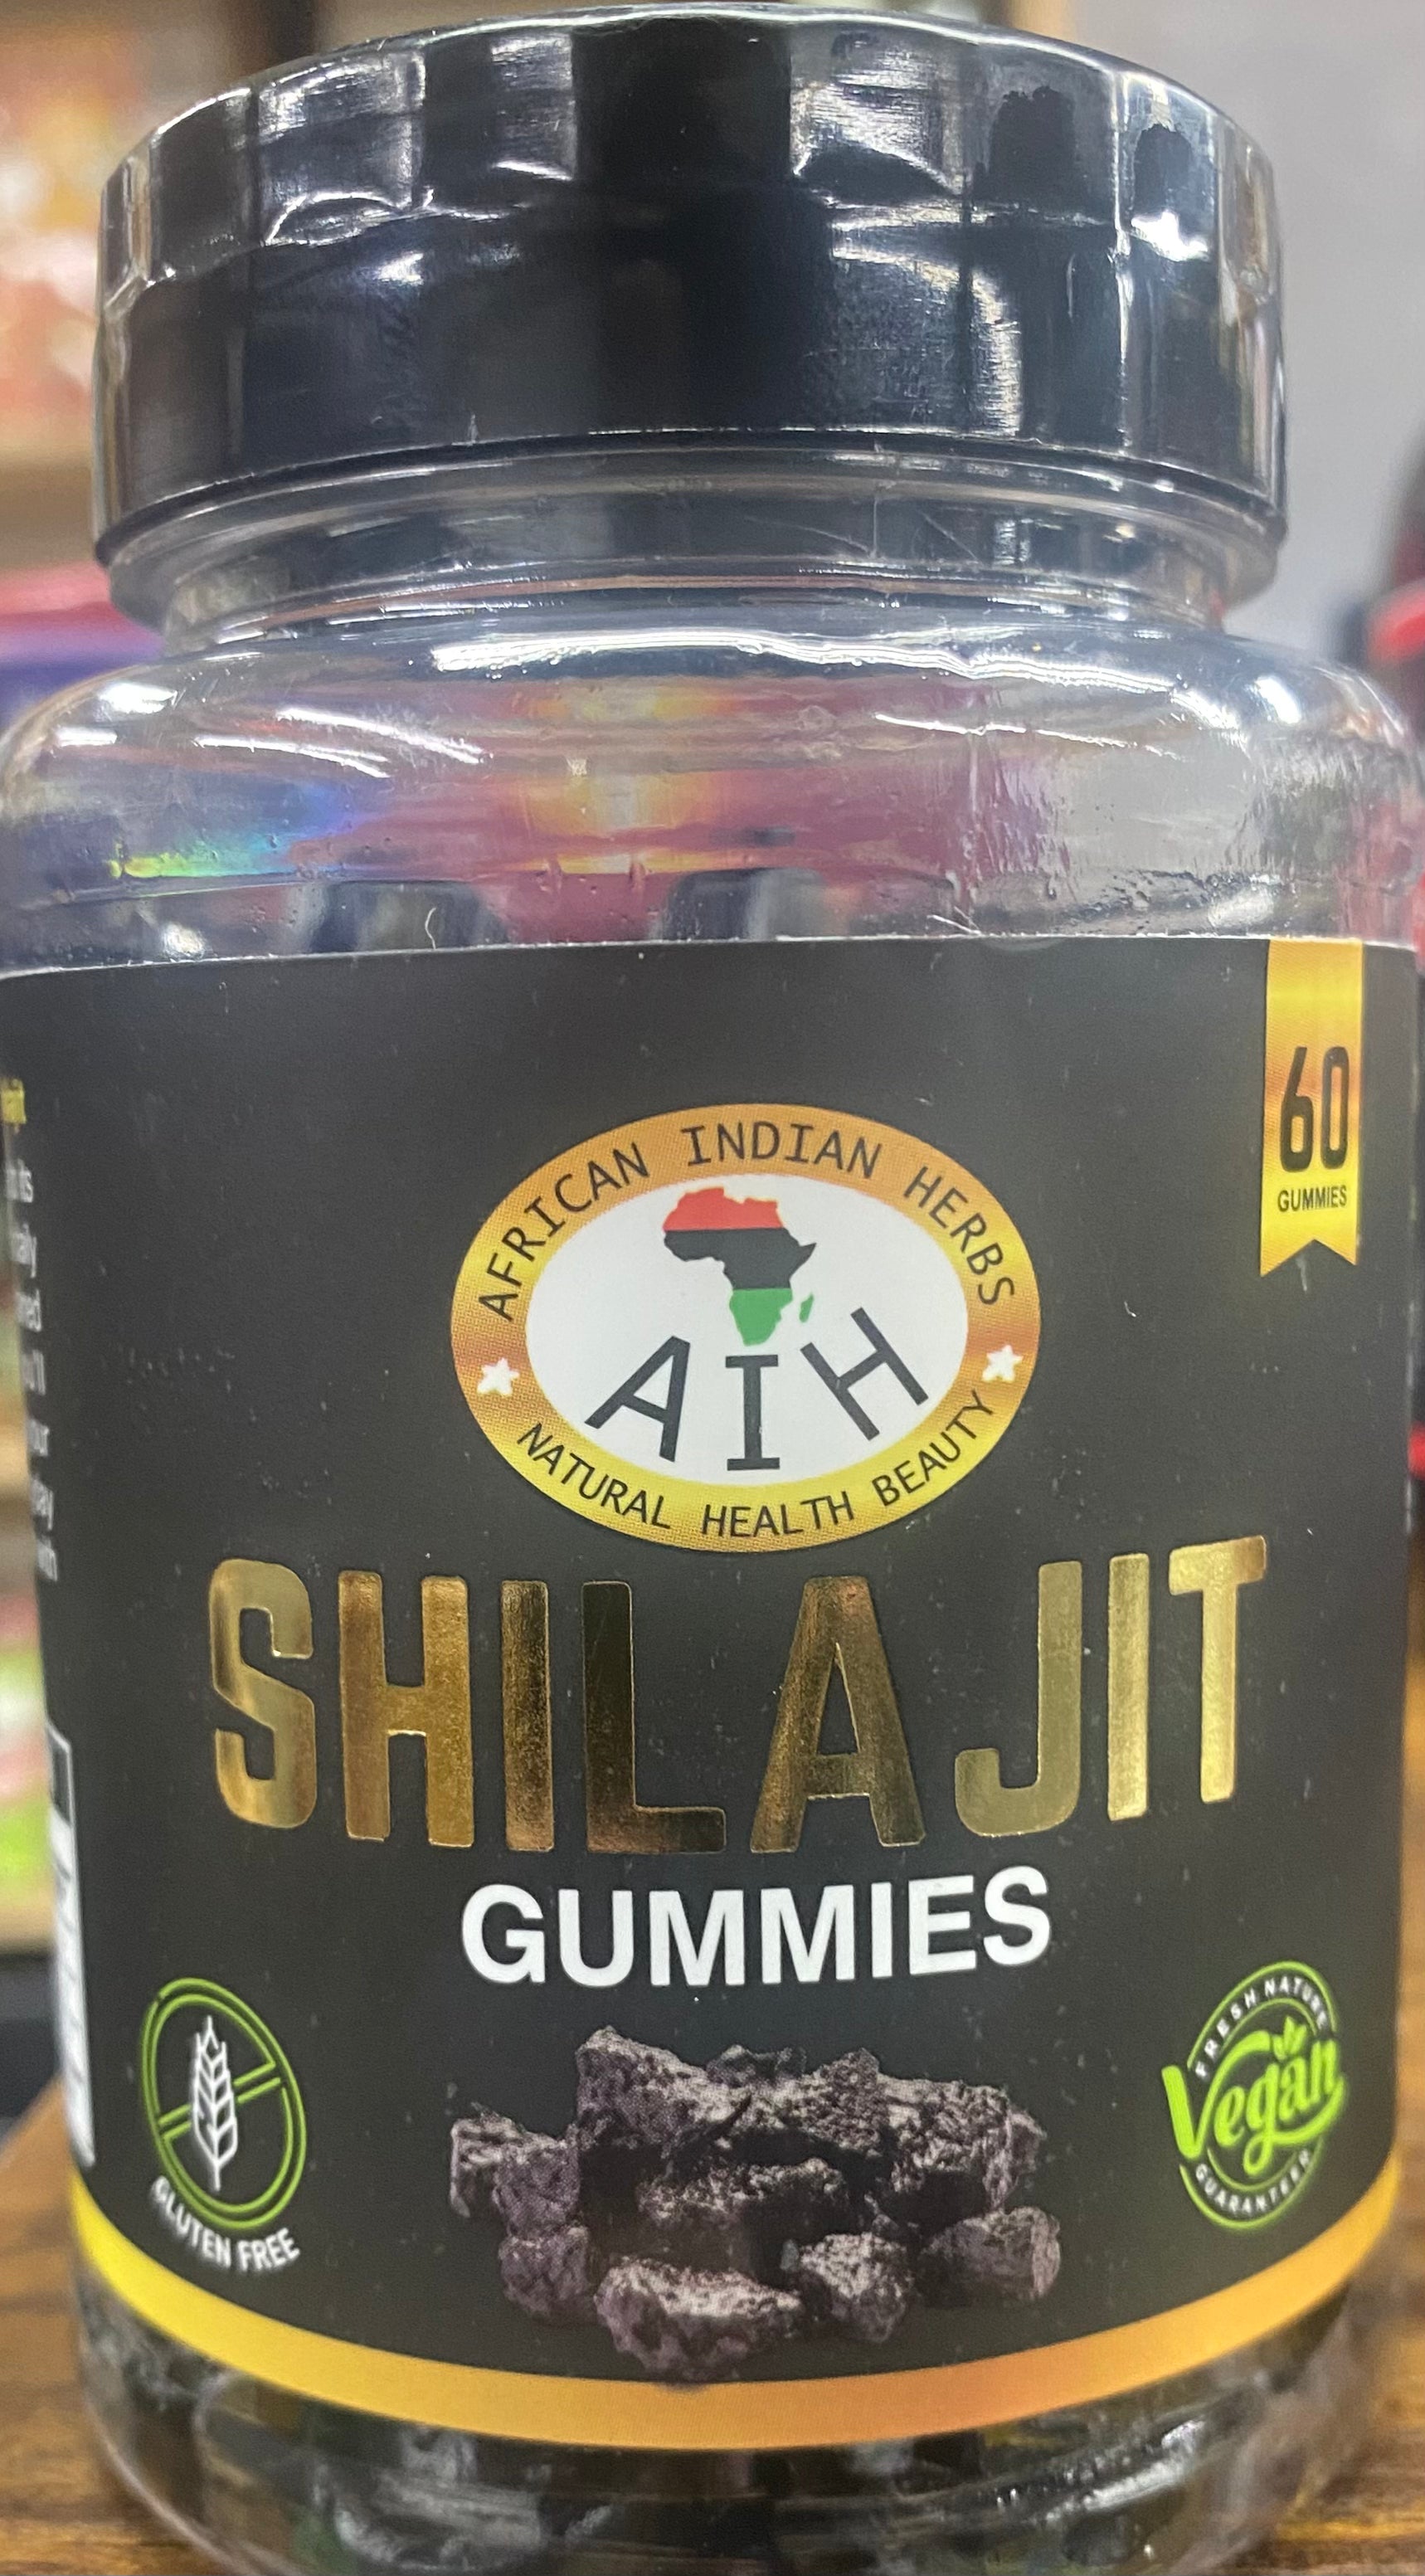 60
GUMMIES
AFRICAN INDIAN HERBS
AIH
NATURAL HEALTH BEAUTY
SHILAJIT
GUMMIES
GLUTEN FREE
FRESH NATURE
Vegan
GUARANTEED